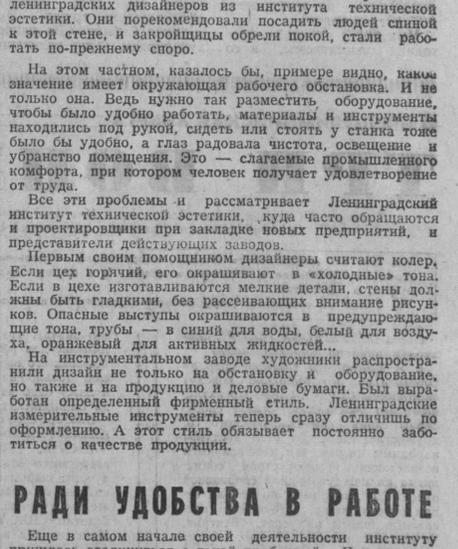 ленинградских дизайнеров из института технической
эстетики. Они порекомендовали посадить людей спиной
к этой стене, и закройщицы обрели покой, стали рабо-
тать по-прежнему споро.
На этом частном, казалось бы, примере видно, какое
значение имеет окружающая рабочего обстановка. И не
только она. Ведь нужно так разместить оборудование,
чтобы было удобно работать, материалы и инструменты
находились под рукой, сидеть или стоять у станка тоже
было бы удобно, а глаз радовала чистота, освещение и
убранство помещения. Это — слагаемые промышленного
комфорта, при котором человек получает удовлетворение
от труда.
Все эти проблемы и рассматривает Ленинградский
институт технической эстетики, куда часто обращаются
и проектировщики при закладке новых предприятий, и
представители действующих заводов.
Первым своим помощником дизайнеры считают колер.
Если цех горячий, его окрашивают в «холодные» тона.
Если в цехе изготавливаются мелкие детали, стены дол-
жны быть гладкими, без рассеивающих внимание рисун-
ков. Опасные выступы окрашиваются в предупреждаю-
щие тона, трубы — в синий для воды, белый для возду-
ха, оранжевый для активных жидкостей...
На инструментальном заводе художники распростра-
нили дизайн не только на обстановку и оборудование,
но также и на продукцию и деловые бумаги. Был выра-
ботан определенный фирменный стиль. Ленинградские
измерительные инструменты теперь сразу отличишь по
оформлению. А этот стиль обязывает постоянно забо-
титься о качестве продукции.
РАДИ УДОБСТВА В РАБОТЕ
Еще в самом начале своей деятельности институту